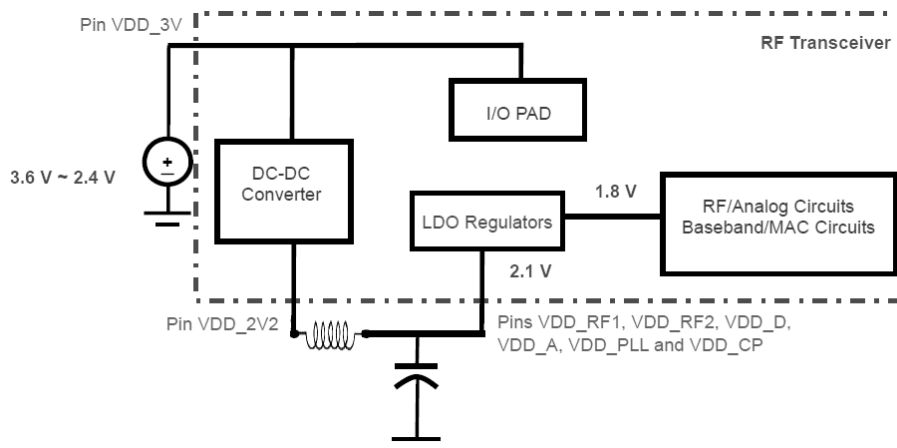 Pin VDD_3V
RF Transceiver
I/O PAD
3.6 V ~ 2.4 V
+
−
DC-DC
Converter
1.8 V
LDO Regulators
RF/Analog Circuits
Baseband/MAC Circuits
2.1 V
Pin VDD_2V2
Pins VDD_RF1, VDD_RF2, VDD_D,
VDD_A, VDD_PLL and VDD_CP